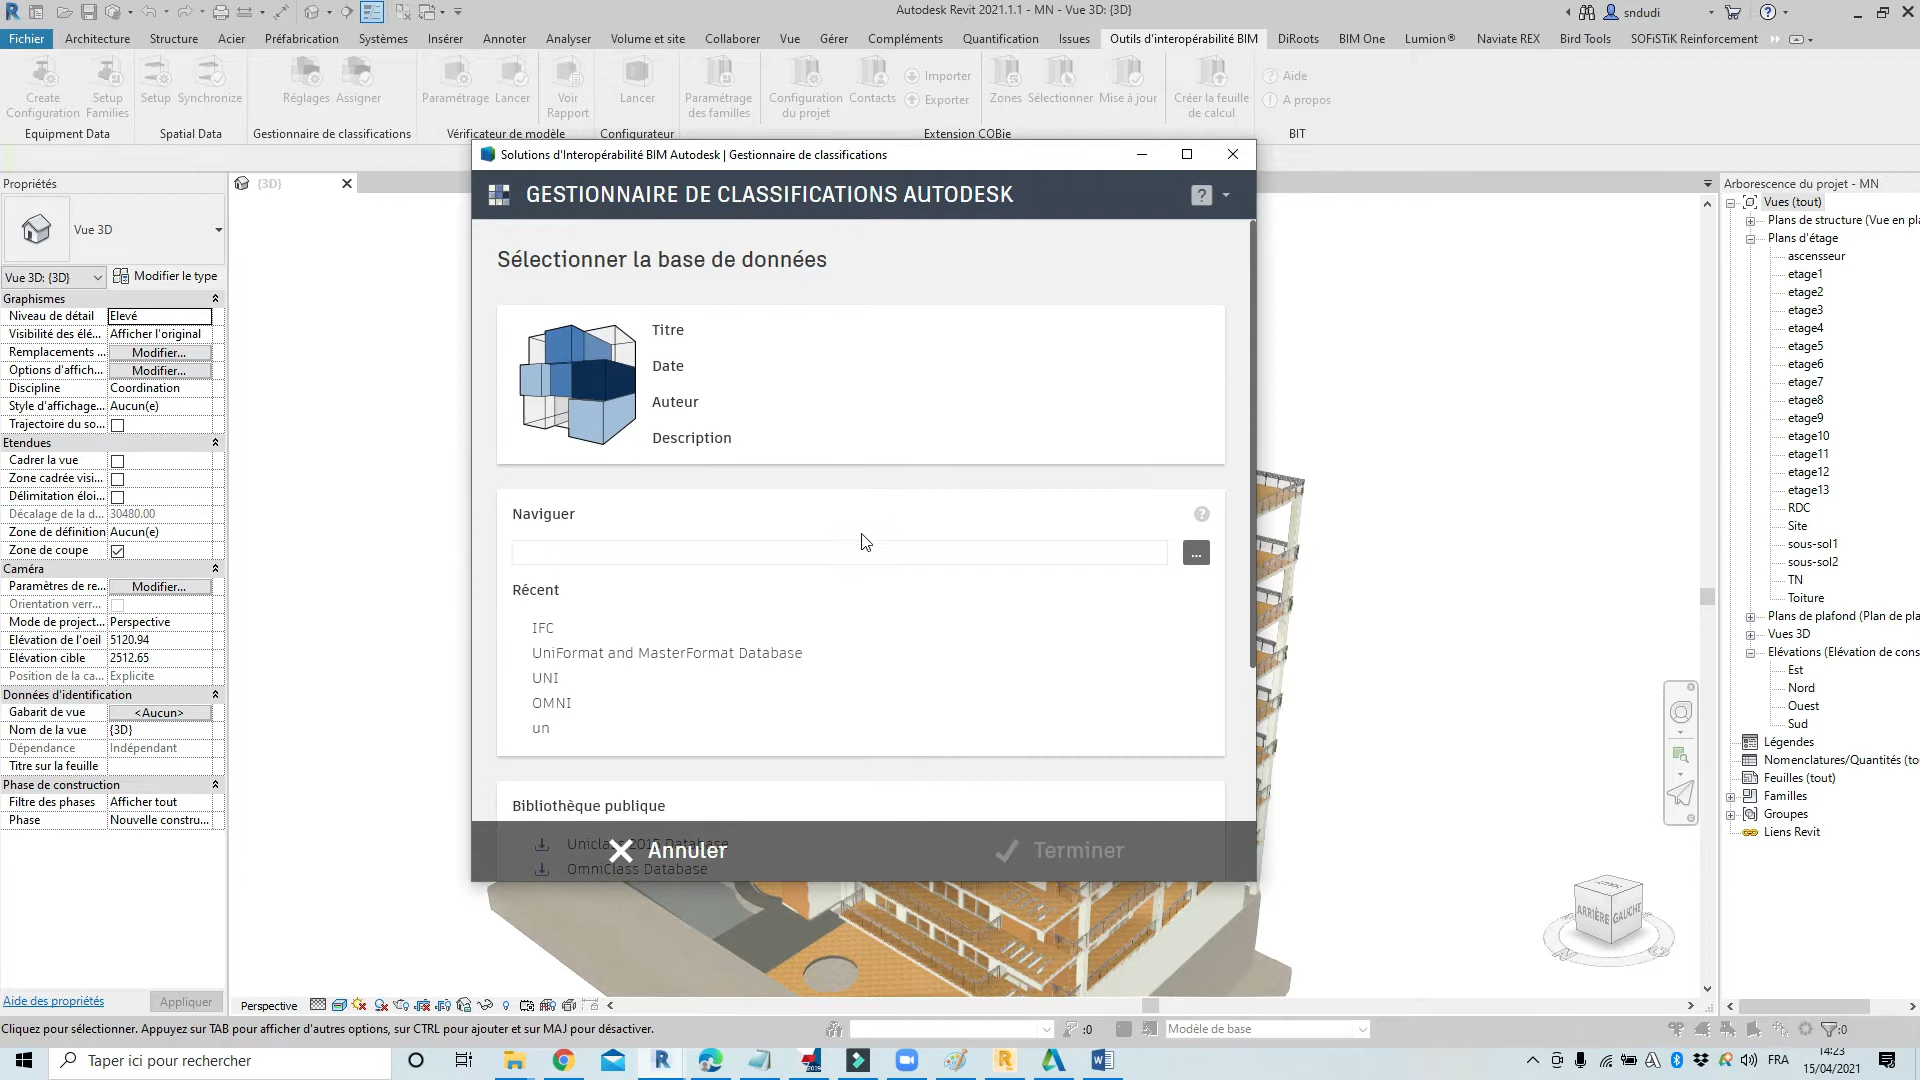 Autodesk Revit 2021.1.1 - MN - Vue 3D: {3D}
sndudi
Fichier Architecture Structure Acier Préfabrication Systèmes Insérer Annoter Analyser Volume et site Collaborer Vue Gérer Compléments Quantification Issues Outils d'interopérabilité BIM DiRoots BIM One Lumion® Naviate REX Bird Tools SOFiSTiK Reinforcement
Create Configuration Setup Families Setup Synchronize Réglages Assigner Paramétrage Lancer Voir Rapport Lancer Paramétrage des familles Configuration du projet Contacts Importer Exporter Zones Sélectionner Mise à jour Créer la feuille de calcul Aide A propos
Equipment Data Spatial Data Gestionnaire de classifications Vérificateur de modèle Configurateur Extension COBie BIT
Propriétés
{3D}
Vue 3D
Vue 3D: {3D} Modifier le type
Graphismes
Niveau de détail Elevé
Visibilité des élé... Afficher l'original
Remplacements ... Modifier...
Options d'affich... Modifier...
Discipline Coordination
Style d'affichage... Aucun(e)
Trajectoire du so...
Etendues
Cadrer la vue
Zone cadrée visi...
Délimitation éloi...
Décalage de la d... 30480.00
Zone de définition Aucun(e)
Zone de coupe
Caméra
Paramètres de re... Modifier...
Orientation verr...
Mode de project... Perspective
Elévation de l'oeil 5120.94
Elévation cible 2512.65
Position de la ca... Explicite
Données d'identification
Gabarit de vue <Aucun>
Nom de la vue {3D}
Dépendance Indépendant
Titre sur la feuille
Phase de construction
Filtre des phases Afficher tout
Phase Nouvelle constru...
Aide des propriétés Appliquer
Solutions d'Interopérabilité BIM Autodesk | Gestionnaire de classifications
GESTIONNAIRE DE CLASSIFICATIONS AUTODESK
?
Sélectionner la base de données
Titre
Date
Auteur
Description
Naviguer
?
...
Récent
IFC
UniFormat and MasterFormat Database
UNI
OMNI
un
Bibliothèque publique
Uniclass 2015 Database
OmniClass Database
Annuler Terminer
Arborescence du projet - MN
Vues (tout)
Plans de structure (Vue en pla
Plans d'étage
ascensseur
etage1
etage2
etage3
etage4
etage5
etage6
etage7
etage8
etage9
etage10
etage11
etage12
etage13
RDC
Site
sous-sol1
sous-sol2
TN
Toiture
Plans de plafond (Plan de pla
Vues 3D
Elévations (Elévation de cons
Est
Nord
Ouest
Sud
Légendes
Nomenclatures/Quantités (to
Feuilles (tout)
Familles
Groupes
Liens Revit
ARRIÈRE GAUCHE
Perspective
Cliquez pour sélectionner. Appuyez sur TAB pour afficher d'autres options, sur CTRL pour ajouter et sur MAJ pour désactiver.
:0
Modèle de base
:0
Taper ici pour rechercher
FRA
14:23
15/04/2021